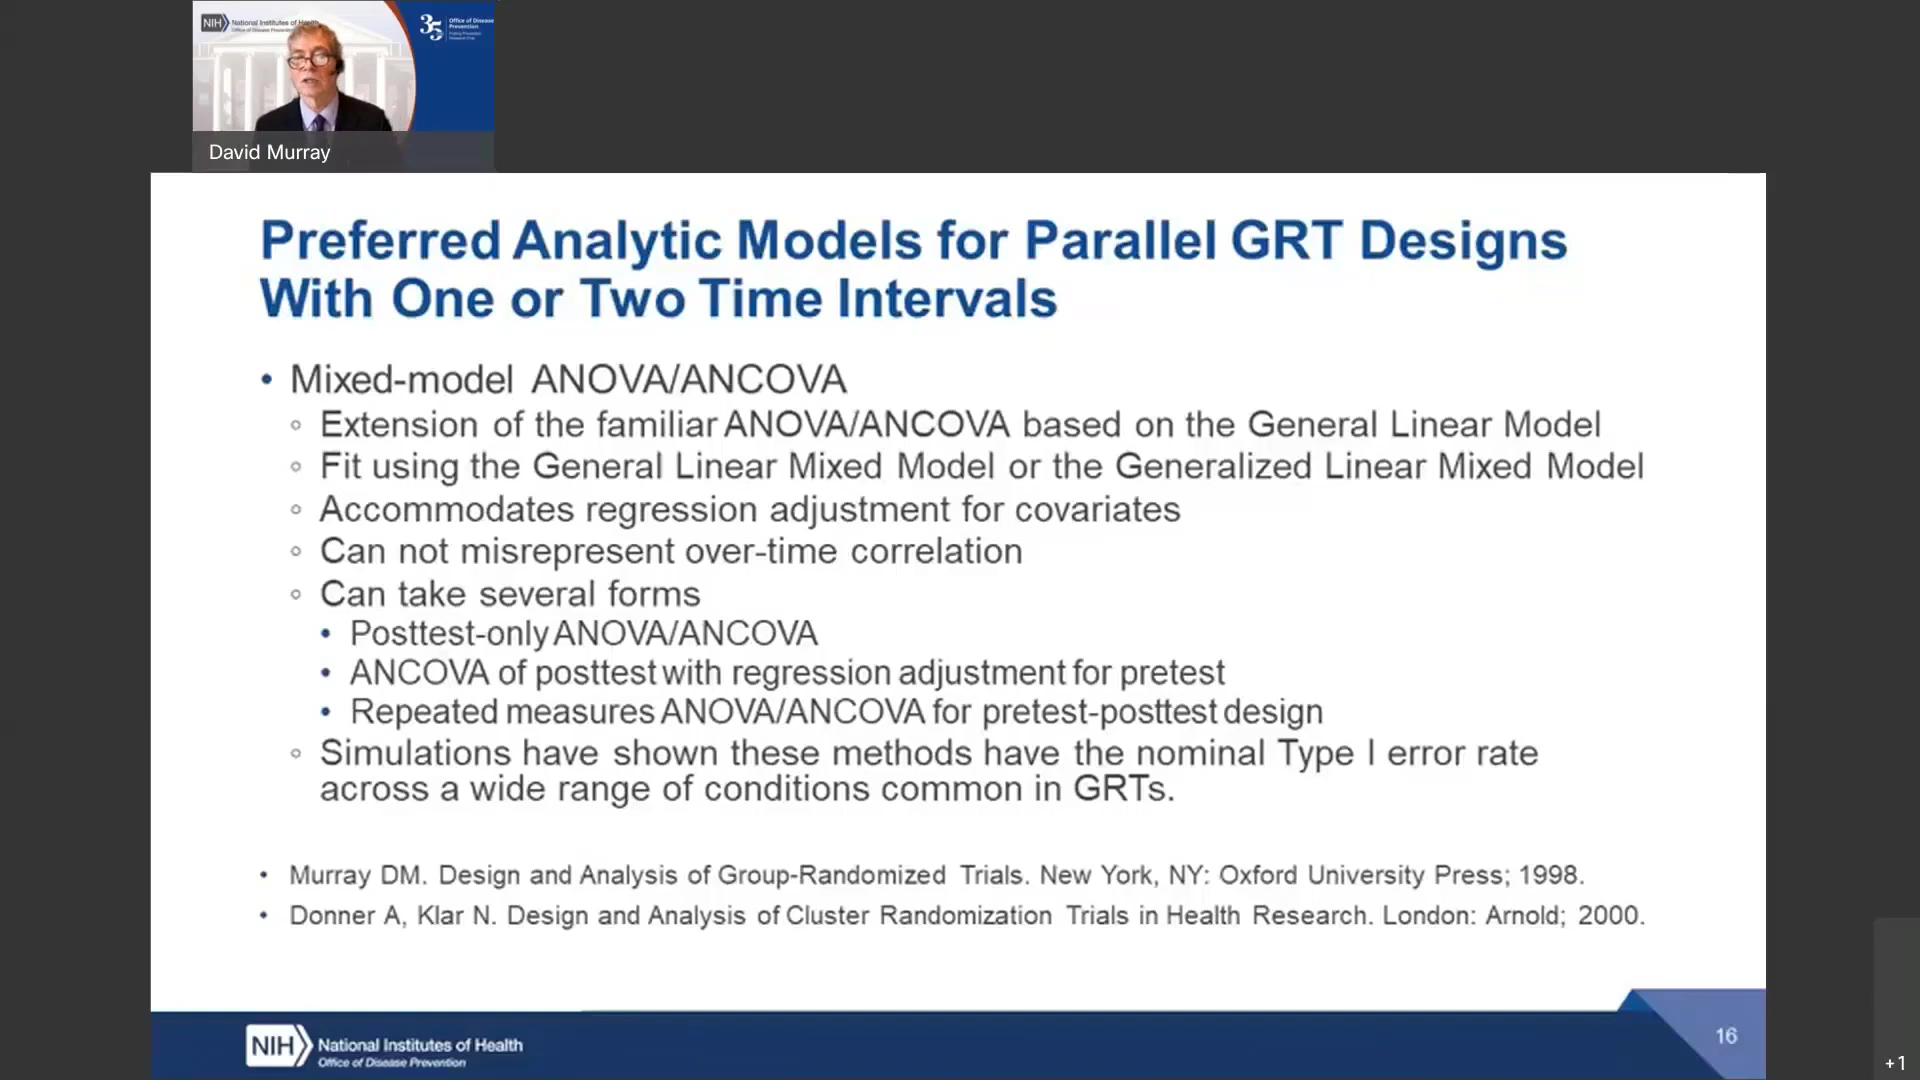 NIH National Institutes of Health
Office of Disease Prevention
35 Office of Disease
Prevention
David Murray
Preferred Analytic Models for Parallel GRT Designs
With One or Two Time Intervals
• Mixed-model ANOVA/ANCOVA
◦ Extension of the familiar ANOVA/ANCOVA based on the General Linear Model
◦ Fit using the General Linear Mixed Model or the Generalized Linear Mixed Model
◦ Accommodates regression adjustment for covariates
◦ Can not misrepresent over-time correlation
◦ Can take several forms
• Posttest-only ANOVA/ANCOVA
• ANCOVA of posttest with regression adjustment for pretest
• Repeated measures ANOVA/ANCOVA for pretest-posttest design
◦ Simulations have shown these methods have the nominal Type I error rate
across a wide range of conditions common in GRTs.
• Murray DM. Design and Analysis of Group-Randomized Trials. New York, NY: Oxford University Press; 1998.
• Donner A, Klar N. Design and Analysis of Cluster Randomization Trials in Health Research. London: Arnold; 2000.
NIH National Institutes of Health
Office of Disease Prevention
16
+1